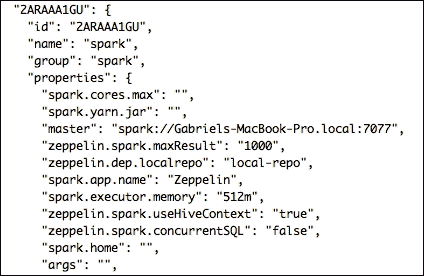 "2ARAAA1GU": {
"id": "2ARAAA1GU",
"name": "spark",
"group": "spark",
"properties": {
"spark.cores.max": "",
"spark.yarn.jar": "",
"master": "spark://Gabriels-MacBook-Pro.local:7077",
"zeppelin.spark.maxResult": "1000",
"zeppelin.dep.localrepo": "local-repo",
"spark.app.name": "Zeppelin",
"spark.executor.memory": "512m",
"zeppelin.spark.useHiveContext": "true",
"zeppelin.spark.concurrentSQL": "false",
"spark.home": "",
"args": "",